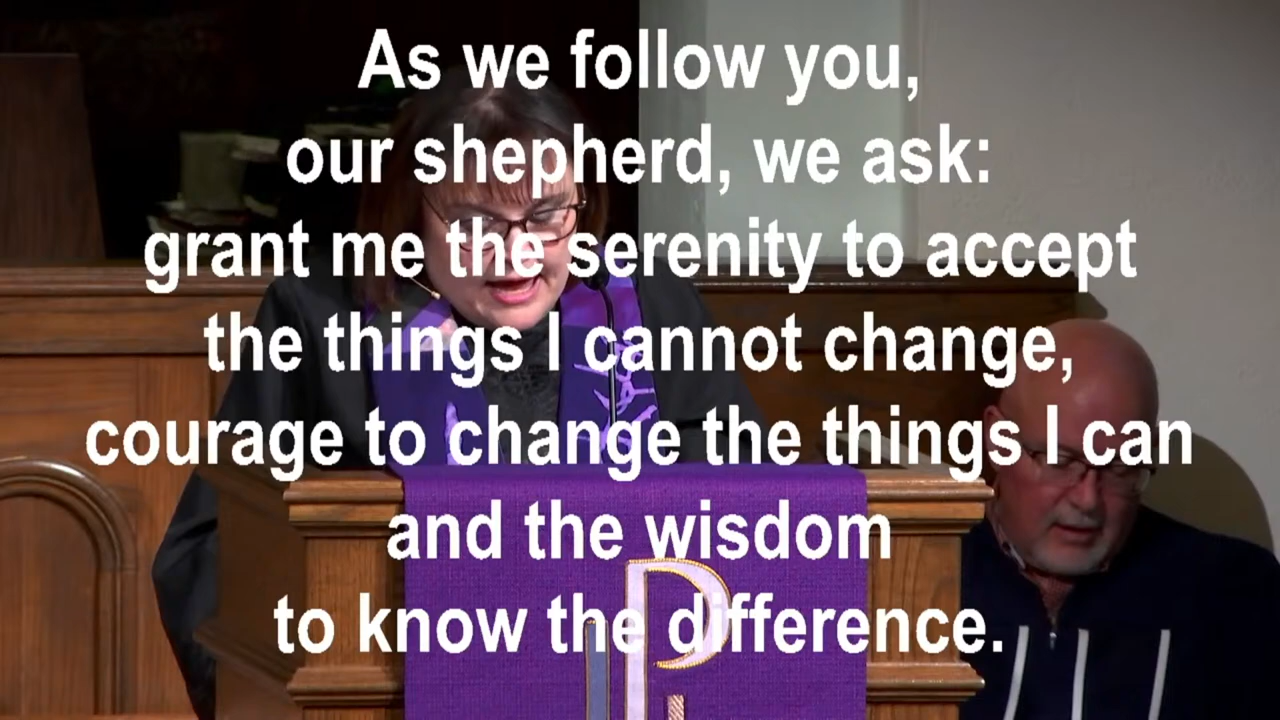 As we follow you,
our shepherd, we ask:
grant me the serenity to accept
the things I cannot change,
courage to change the things I can
and the wisdom
to know the difference.